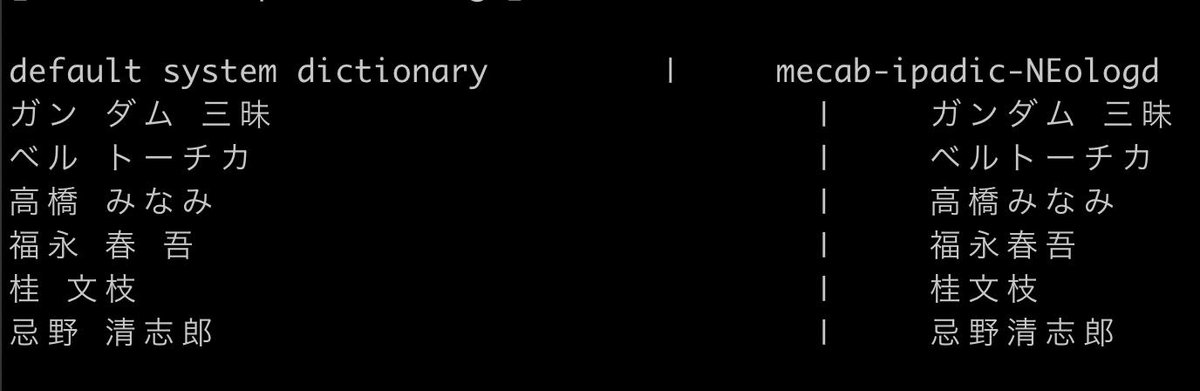 default system dictionary | mecab-ipadic-NEologd
ガン ダム 三昧 | ガンダム 三昧
ベル トーチカ | ベルトーチカ
高橋 みなみ | 高橋みなみ
福永 春 吾 | 福永春吾
桂 文枝 | 桂文枝
忌野 清志郎 | 忌野清志郎